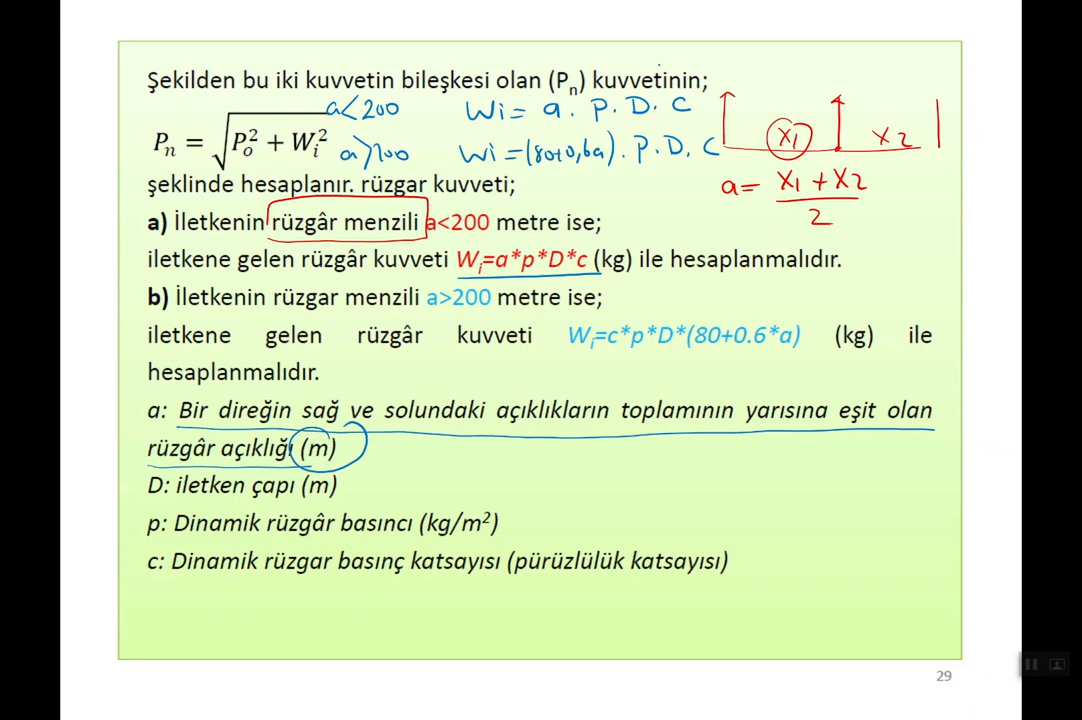 Şekilden bu iki kuvvetin bileşkesi olan (Pn) kuvvetinin;
a<200 Wi= a. P. D. C
Pn = √Po² + Wi²
a>200 Wi=(80+0,6a). P. D. C
x1 x2
a= x1 + x2
2
şeklinde hesaplanır. rüzgar kuvveti;
a) İletkenin rüzgâr menzili a<200 metre ise;
iletkene gelen rüzgâr kuvveti Wi=a*p*D*c (kg) ile hesaplanmalıdır.
b) İletkenin rüzgar menzili a>200 metre ise;
iletkene gelen rüzgâr kuvveti Wi=c*p*D*(80+0.6*a) (kg) ile
hesaplanmalıdır.
a: Bir direğin sağ ve solundaki açıklıkların toplamının yarısına eşit olan
rüzgâr açıklığı (m)
D: iletken çapı (m)
p: Dinamik rüzgâr basıncı (kg/m²)
c: Dinamik rüzgar basınç katsayısı (pürüzlülük katsayısı)
29